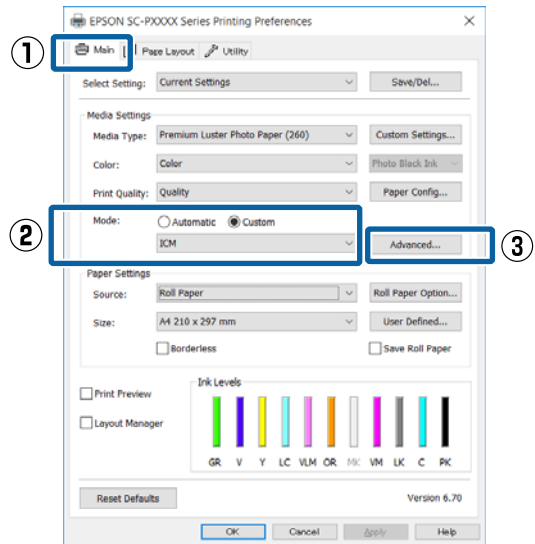 EPSON SC-PXXXX Series Printing Preferences
① Main Page Layout Utility
Select Setting: Current Settings Save/Del...
Media Settings
Media Type: Premium Luster Photo Paper (260) Custom Settings...
Color: Color Photo Black Ink
Print Quality: Quality Paper Config...
Mode: Automatic Custom
② ICM Advanced... ③
Paper Settings
Source: Roll Paper Roll Paper Option...
Size: A4 210 x 297 mm User Defined...
Borderless Save Roll Paper
Print Preview
Layout Manager
Ink Levels
GR V Y LC VLM OR MK VM LK C PK
Reset Defaults Version 6.70
OK Cancel Apply Help